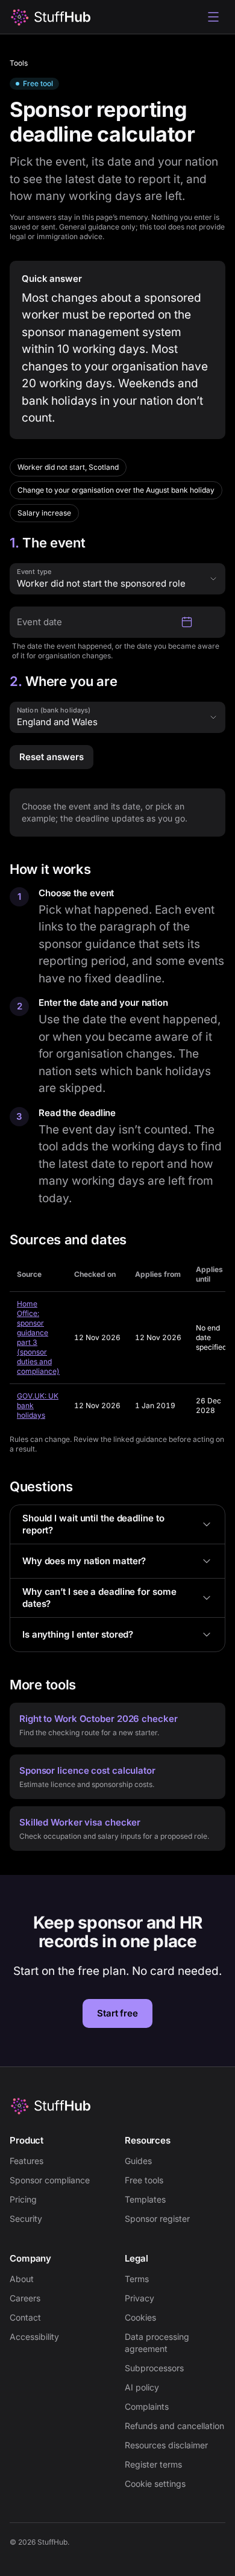 StuffHub
Tools
Free tool
Sponsor reporting
deadline calculator
Pick the event, its date and your nation
to see the latest date to report it, and
how many working days are left.
Your answers stay in this page's memory. Nothing you enter is
saved or sent. General guidance only; this tool does not provide
legal or immigration advice.
Quick answer
Most changes about a sponsored
worker must be reported on the
sponsor management system
within 10 working days. Most
changes to your organisation have
20 working days. Weekends and
bank holidays in your nation don't
count.
Worker did not start, Scotland
Change to your organisation over the August bank holiday
Salary increase
1. The event
Event type
Worker did not start the sponsored role
Event date
The date the event happened, or the date you became aware
of it for organisation changes.
2. Where you are
Nation (bank holidays)
England and Wales
Reset answers
Choose the event and its date, or pick an
example; the deadline updates as you go.
How it works
1
Choose the event
Pick what happened. Each event
links to the paragraph of the
sponsor guidance that sets its
reporting period, and some events
have no fixed deadline.
2
Enter the date and your nation
Use the date the event happened,
or when you became aware of it
for organisation changes. The
nation sets which bank holidays
are skipped.
3
Read the deadline
The event day isn't counted. The
tool adds the working days to find
the latest date to report and how
many working days are left from
today.
Sources and dates
Source Checked on Applies from Applies until
Home Office: sponsor guidance part 3 (sponsor duties and compliance) 12 Nov 2026 12 Nov 2026 No end date specified
GOV.UK: UK bank holidays 12 Nov 2026 1 Jan 2019 26 Dec 2028
Rules can change. Review the linked guidance before acting on
a result.
Questions
Should I wait until the deadline to
report?
Why does my nation matter?
Why can't I see a deadline for some
dates?
Is anything I enter stored?
More tools
Right to Work October 2026 checker
Find the checking route for a new starter.
Sponsor licence cost calculator
Estimate licence and sponsorship costs.
Skilled Worker visa checker
Check occupation and salary inputs for a proposed role.
Keep sponsor and HR
records in one place
Start on the free plan. No card needed.
Start free
StuffHub
Product
Features
Sponsor compliance
Pricing
Security
Resources
Guides
Free tools
Templates
Sponsor register
Company
About
Careers
Contact
Accessibility
Legal
Terms
Privacy
Cookies
Data processing
agreement
Subprocessors
AI policy
Complaints
Refunds and cancellation
Resources disclaimer
Register terms
Cookie settings
© 2026 StuffHub.